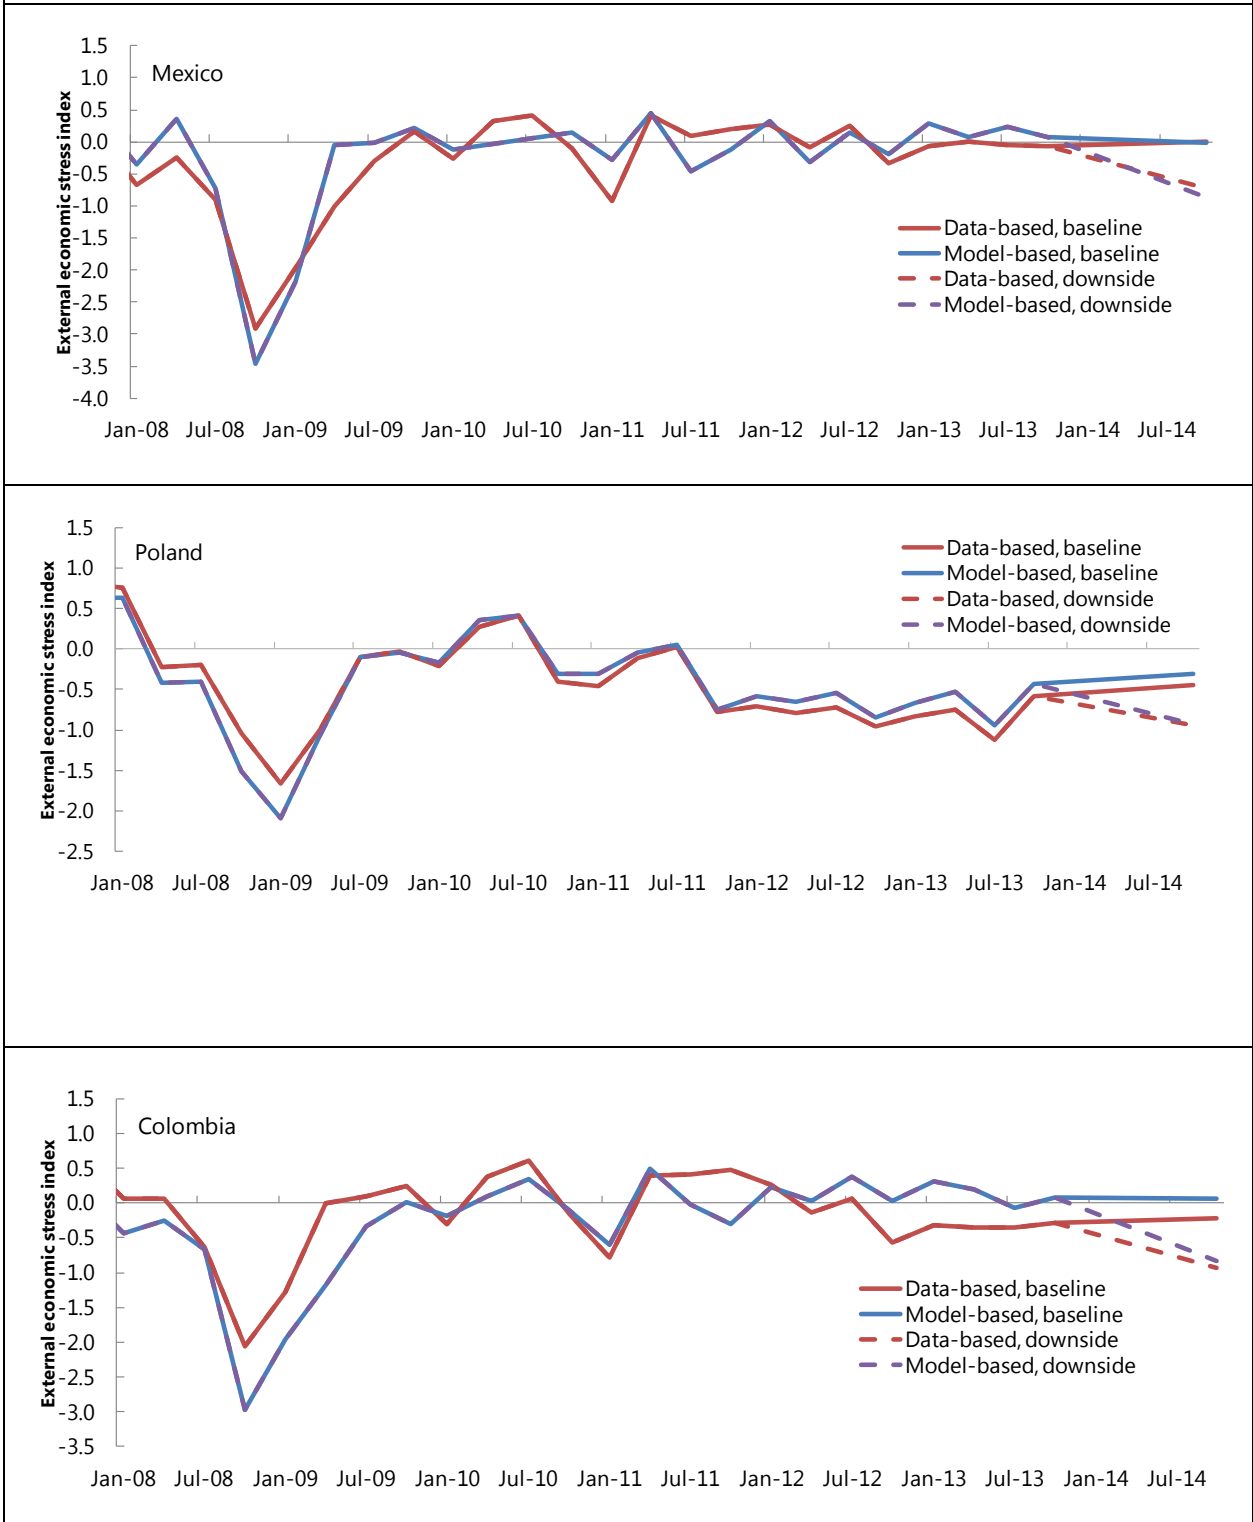 Mexico
External economic stress index
1.5
1.0
0.5
0.0
-0.5
-1.0
-1.5
-2.0
-2.5
-3.0
-3.5
-4.0
Data-based, baseline
Model-based, baseline
Data-based, downside
Model-based, downside
Jan-08 Jul-08 Jan-09 Jul-09 Jan-10 Jul-10 Jan-11 Jul-11 Jan-12 Jul-12 Jan-13 Jul-13 Jan-14 Jul-14
Poland
External economic stress index
1.5
1.0
0.5
0.0
-0.5
-1.0
-1.5
-2.0
-2.5
Data-based, baseline
Model-based, baseline
Data-based, downside
Model-based, downside
Jan-08 Jul-08 Jan-09 Jul-09 Jan-10 Jul-10 Jan-11 Jul-11 Jan-12 Jul-12 Jan-13 Jul-13 Jan-14 Jul-14
Colombia
External economic stress index
1.5
1.0
0.5
0.0
-0.5
-1.0
-1.5
-2.0
-2.5
-3.0
-3.5
Data-based, baseline
Model-based, baseline
Data-based, downside
Model-based, downside
Jan-08 Jul-08 Jan-09 Jul-09 Jan-10 Jul-10 Jan-11 Jul-11 Jan-12 Jul-12 Jan-13 Jul-13 Jan-14 Jul-14